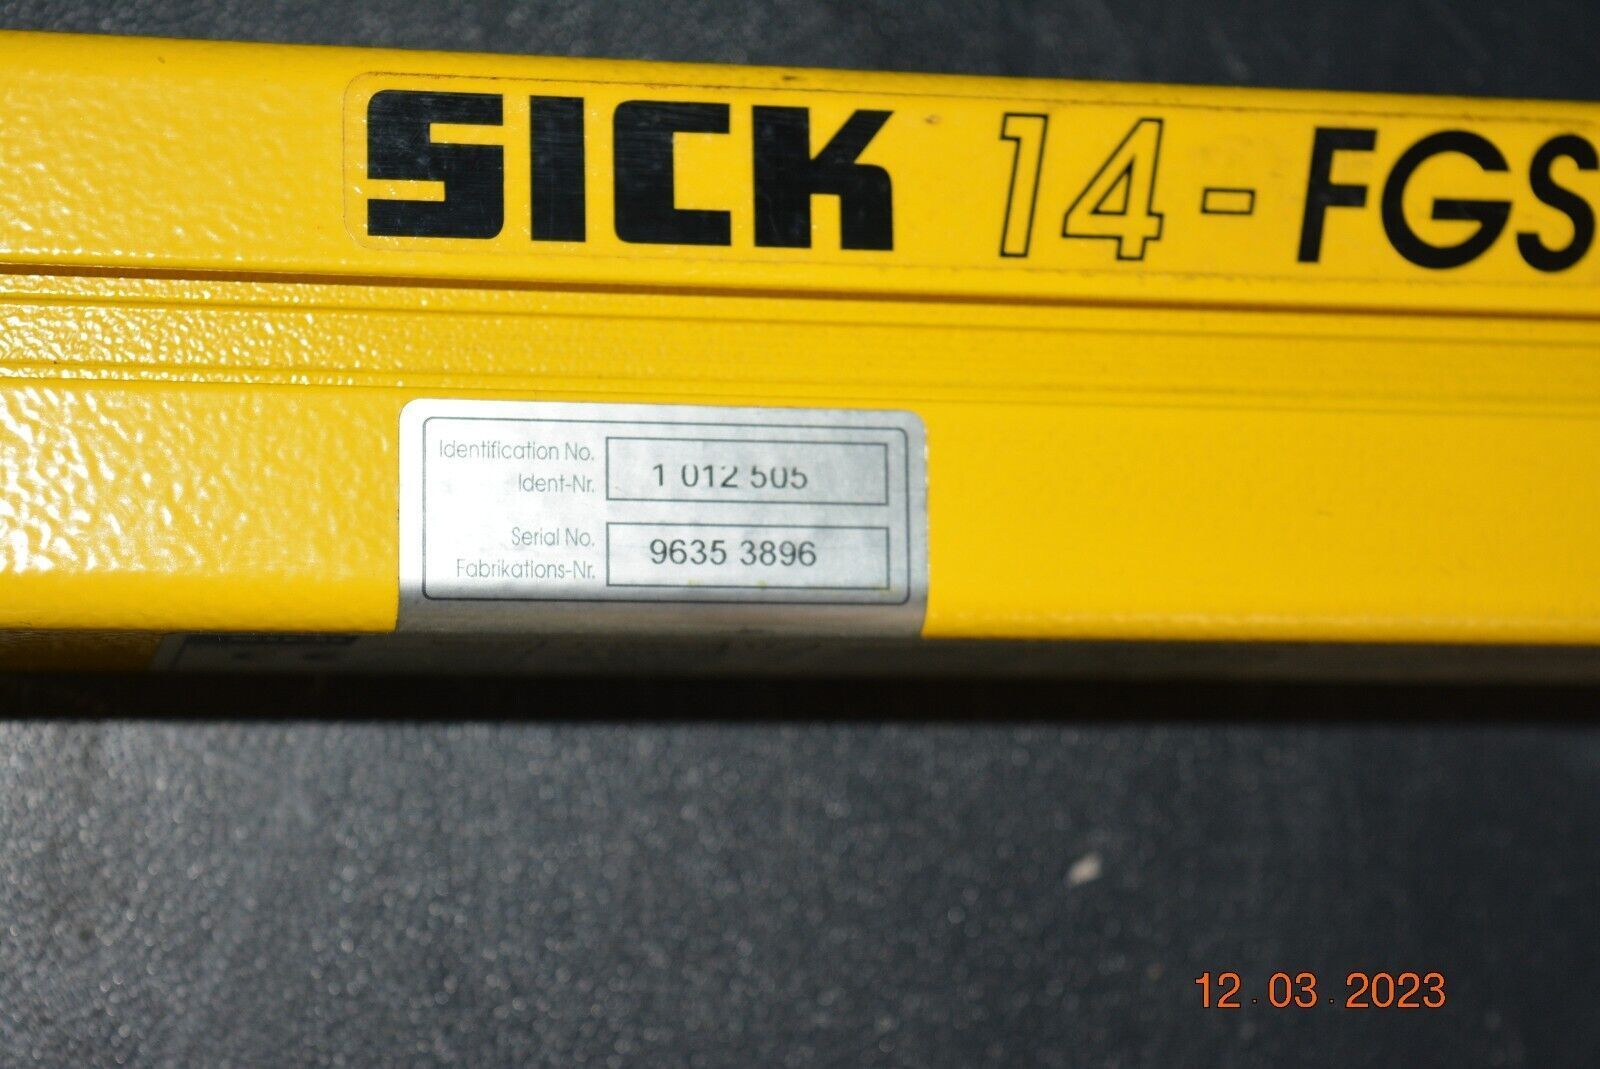 SICK 14-FGS
Identification No.
Ident-Nr.
1 012 505
Serial No.
Fabrikations-Nr.
9635 3896
12.03.2023